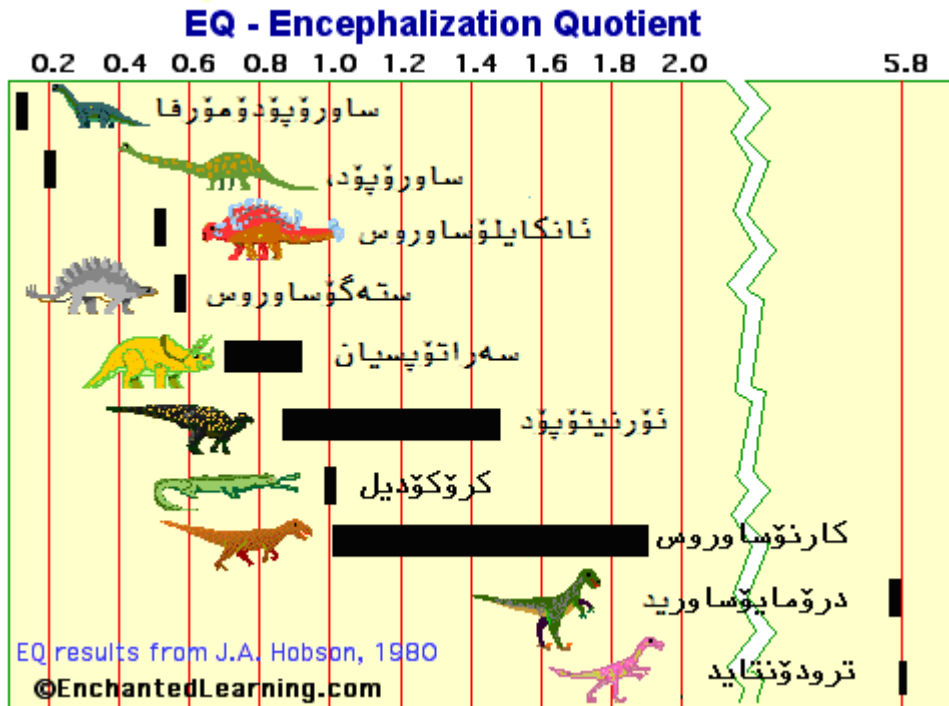 EQ - Encephalization Quotient
0.2 0.4 0.6 0.8 1.0 1.2 1.4 1.6 1.8 2.0 5.8
ساورۆپۆدۆمۆرفا
ساورۆپۆد،
ئانکایلۆساوروس
ستەگۆساوروس
سەراتۆپسیان
ئۆرنیتۆپۆد
کرۆکۆدیل
کارنۆساوروس
درۆمایۆساورید
ترودۆنتاید
EQ results from J.A. Hobson, 1980
©EnchantedLearning.com